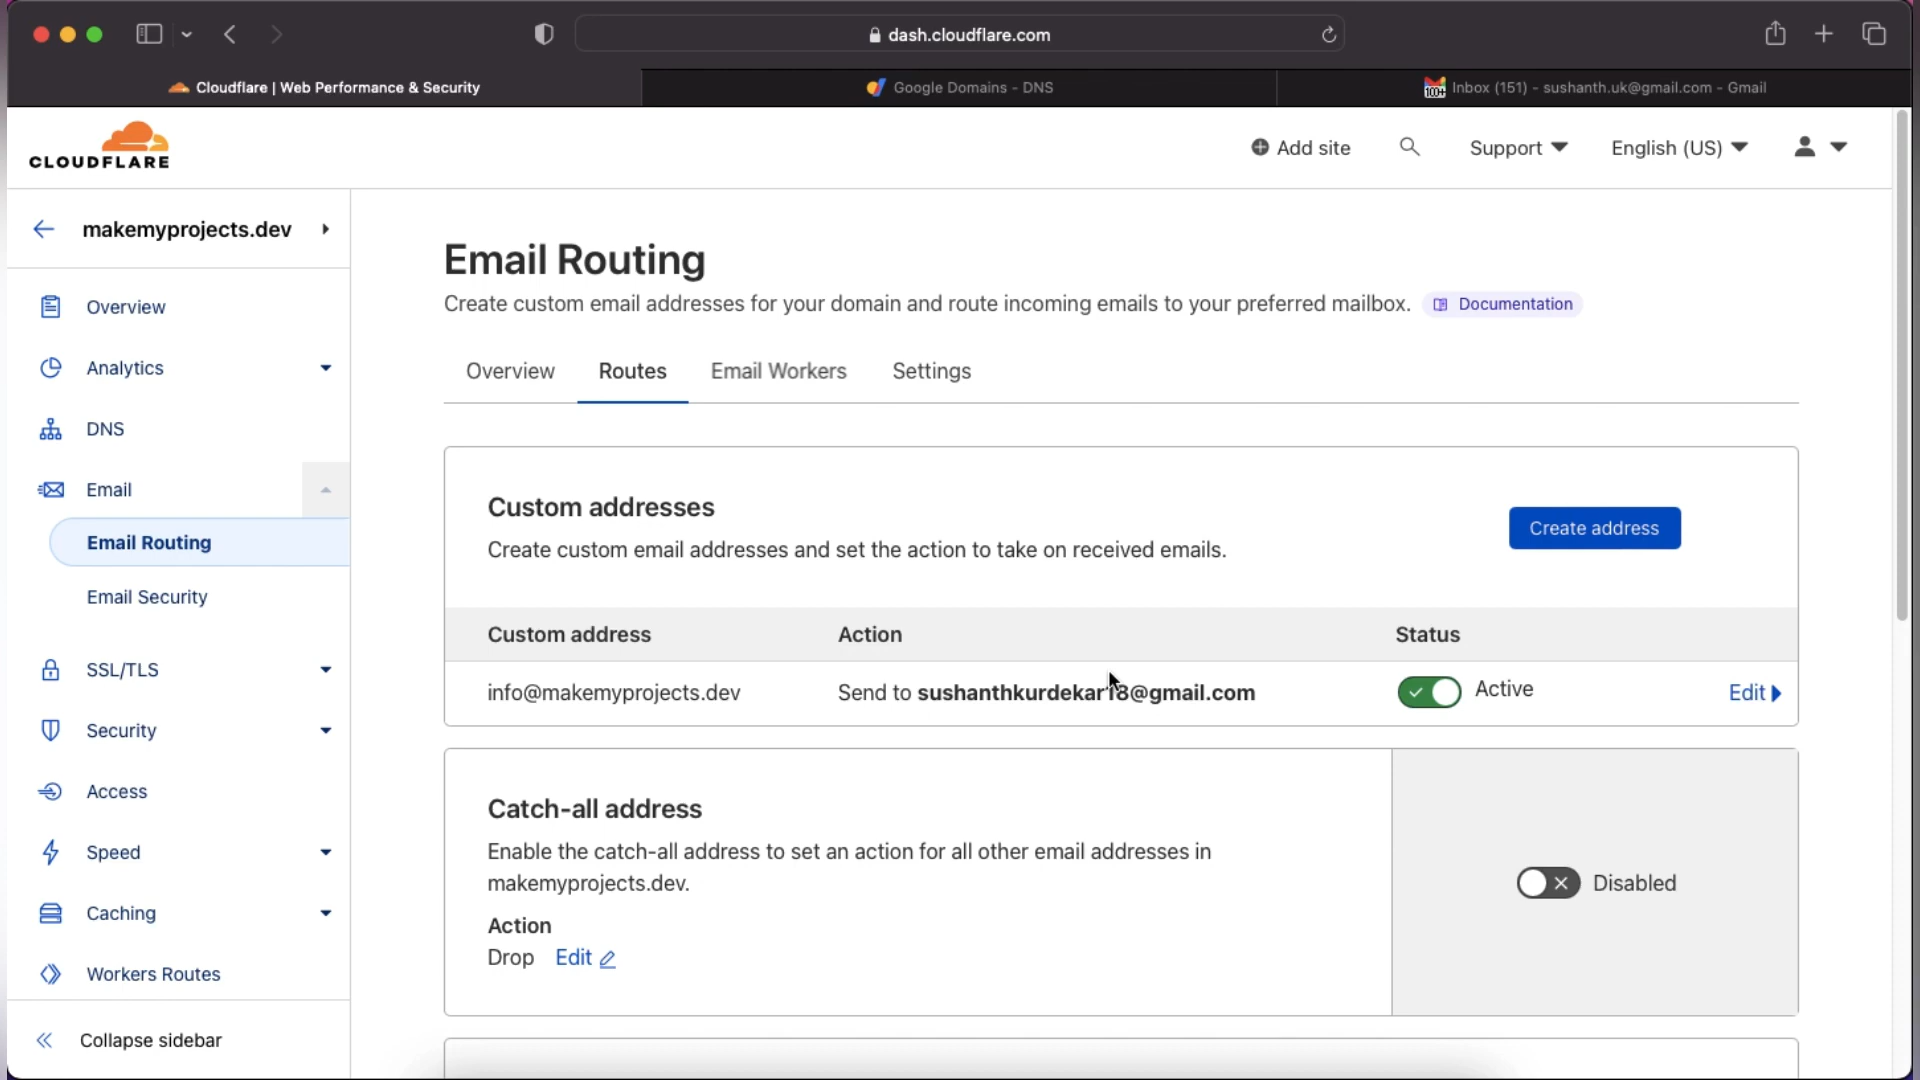 dash.cloudflare.com
Cloudflare | Web Performance & Security
Google Domains - DNS
100+
Inbox (151) - sushanth.uk@gmail.com - Gmail
CLOUDFLARE
Add site
Support
English (US)
makemyprojects.dev
Overview
Analytics
DNS
Email
Email Routing
Email Security
SSL/TLS
Security
Access
Speed
Caching
Workers Routes
Collapse sidebar
Email Routing
Create custom email addresses for your domain and route incoming emails to your preferred mailbox. Documentation
Overview Routes Email Workers Settings
Custom addresses
Create custom email addresses and set the action to take on received emails.
Create address
Custom address Action Status
info@makemyprojects.dev Send to sushanthkurdekar18@gmail.com Active Edit
Catch-all address
Enable the catch-all address to set an action for all other email addresses in
makemyprojects.dev.
Action
Drop Edit
Disabled